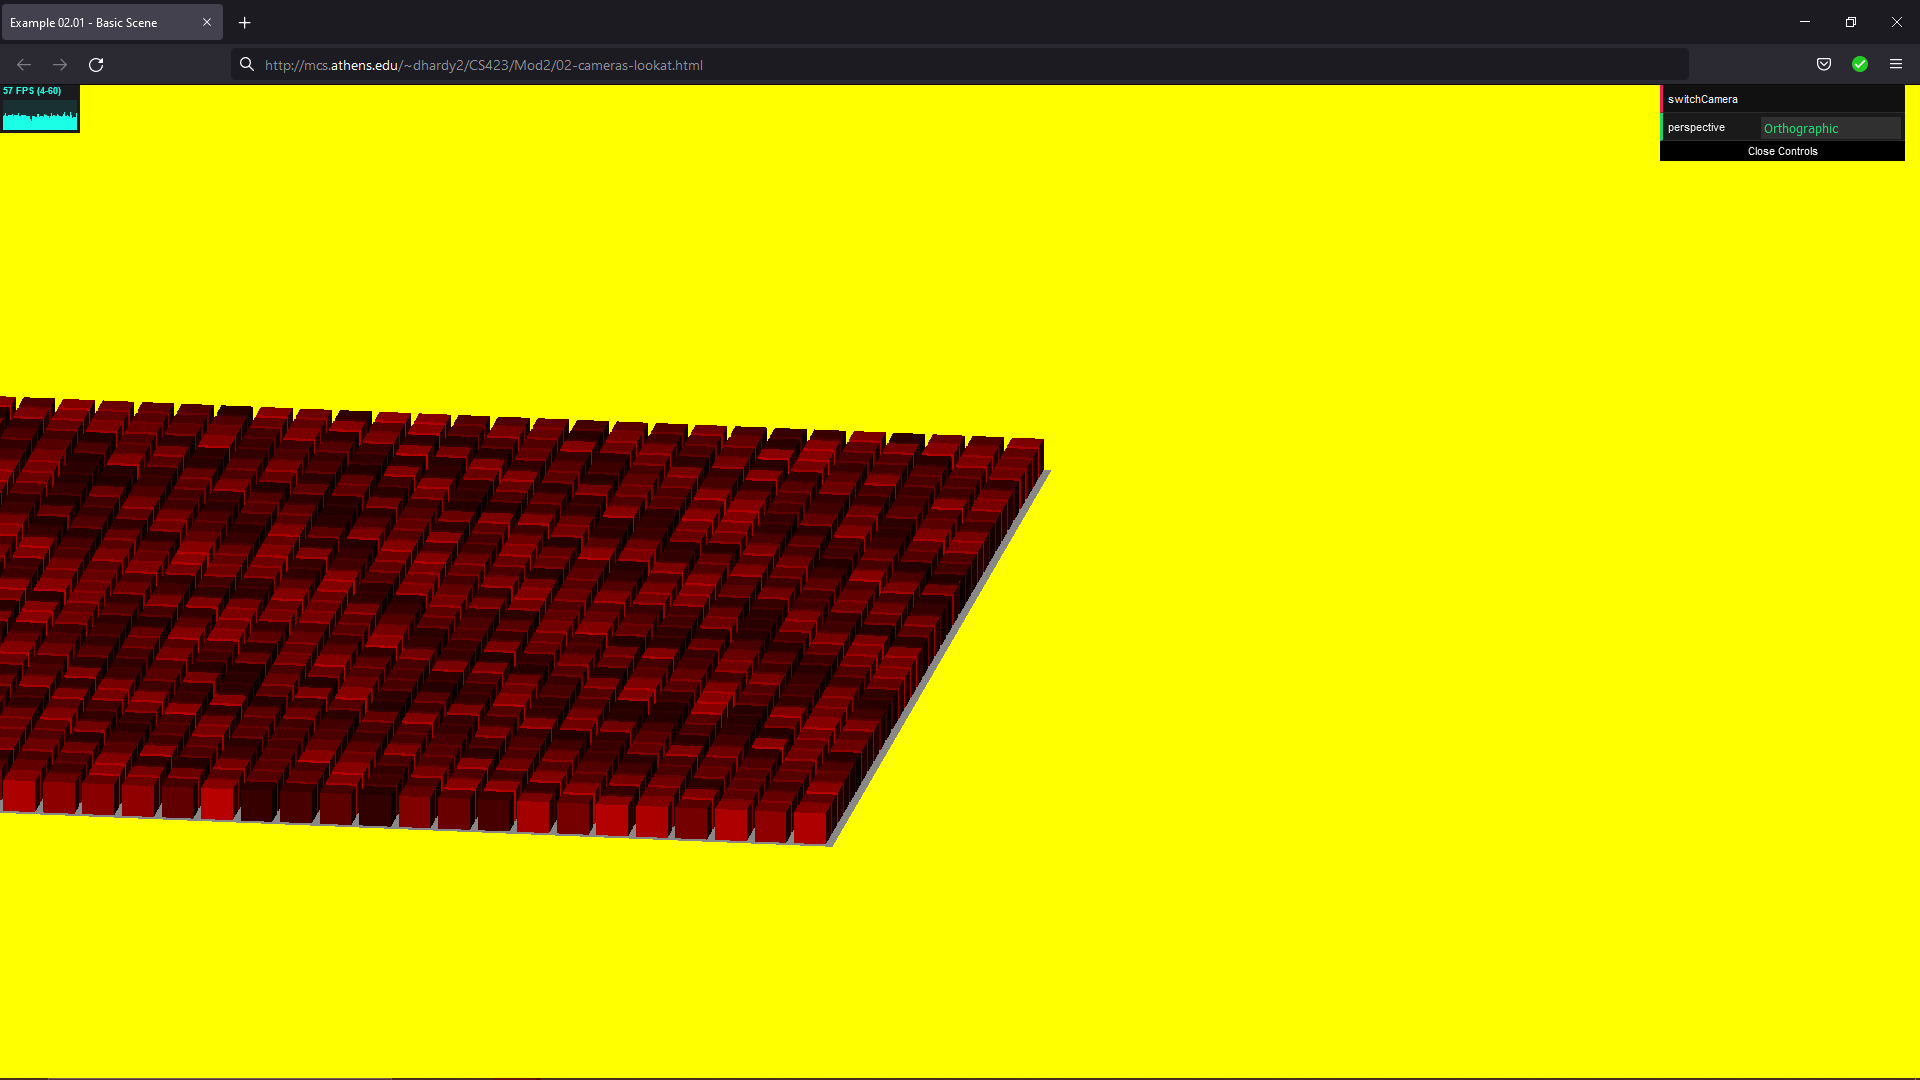 Example 02.01 - Basic Scene
http://mcs.athens.edu/~dhardy2/CS423/Mod2/02-cameras-lookat.html
57 FPS (4-60)
switchCamera
perspective Orthographic
Close Controls